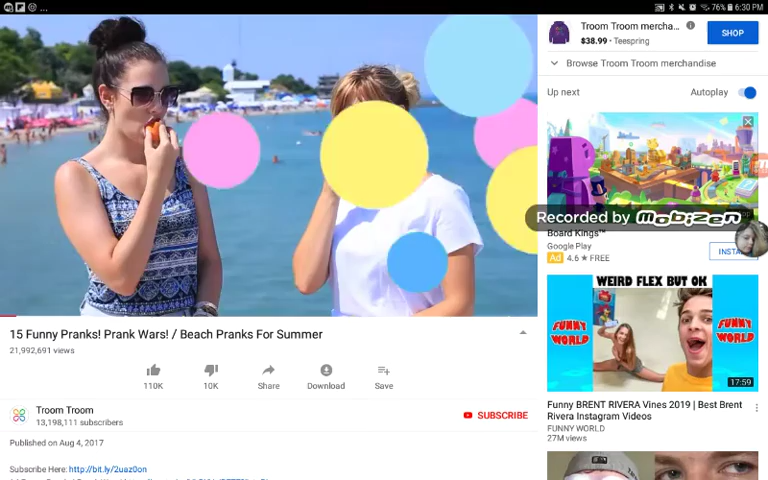 76% 6:30 PM
Troom Troom mercha...
$38.99 • Teespring
SHOP
Browse Troom Troom merchandise
Up next
Autoplay
Recorded by MOBIZEN
Board Kings™
Google Play
Ad 4.6 ★ FREE
INSTA
WEIRD FLEX BUT OK
FUNNY WORLD
FUNNY WORLD
17:59
Funny BRENT RIVERA Vines 2019 | Best Brent
Rivera Instagram Videos
FUNNY WORLD
27M views
15 Funny Pranks! Prank Wars! / Beach Pranks For Summer
21,992,691 views
110K
10K
Share
Download
Save
Troom Troom
13,198,111 subscribers
SUBSCRIBE
Published on Aug 4, 2017
Subscribe Here: http://bit.ly/2uaz0on